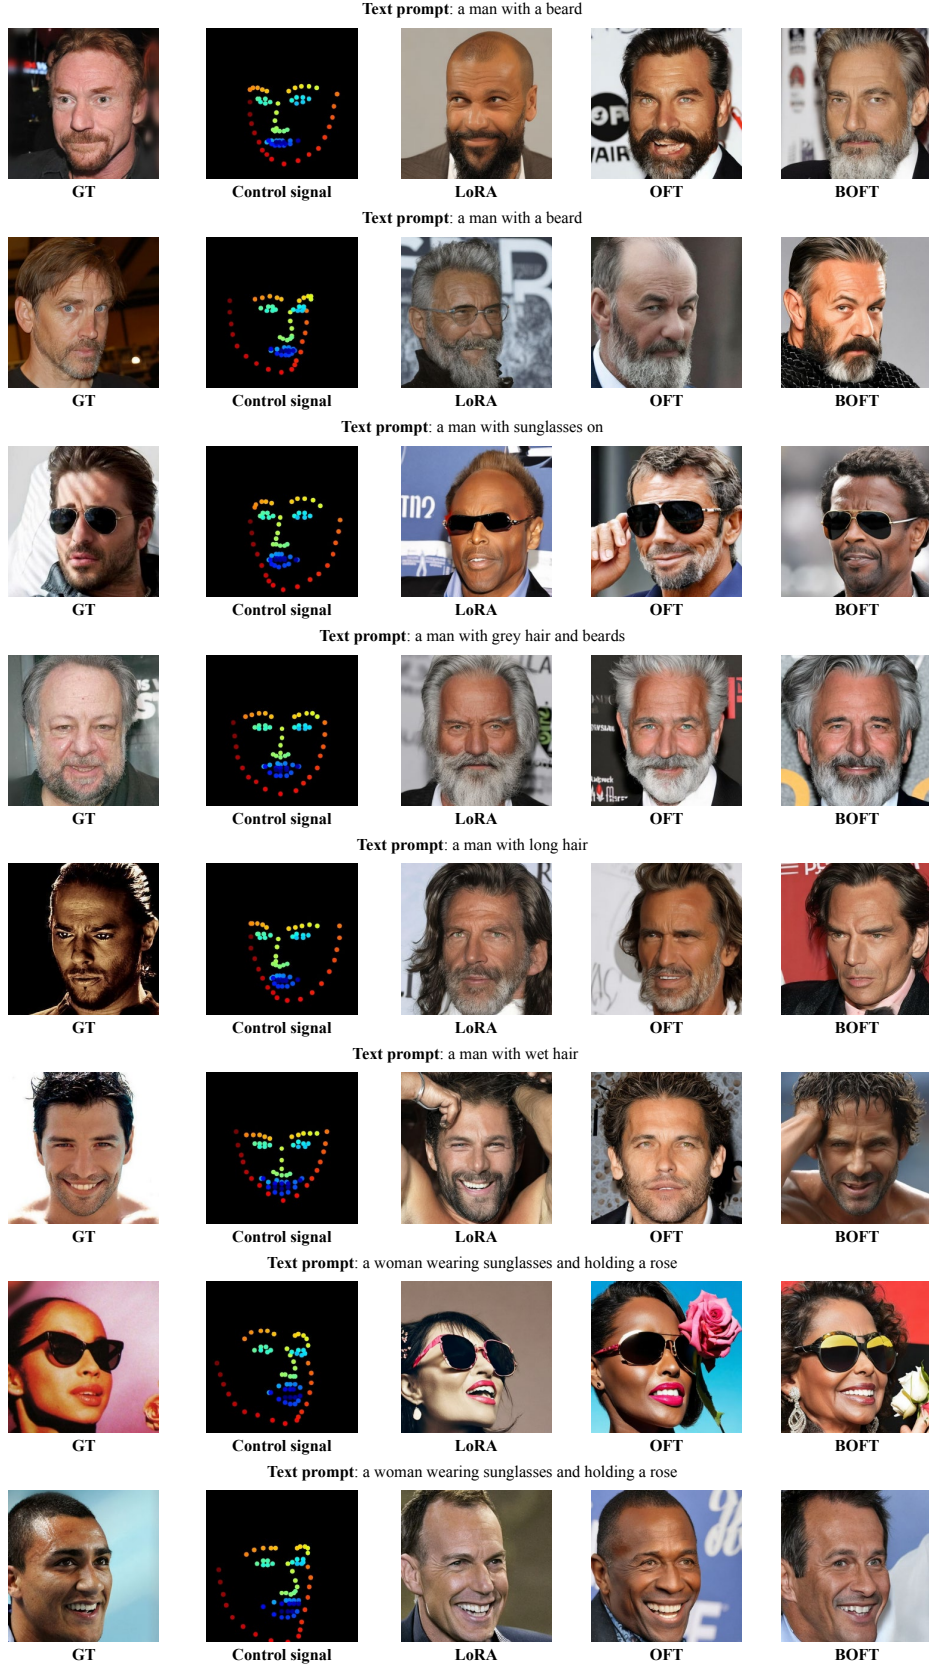 Text prompt: a man with a beard
GT Control signal LoRA OFT BOFT
Text prompt: a man with a beard
GT Control signal LoRA OFT BOFT
Text prompt: a man with sunglasses on
GT Control signal LoRA OFT BOFT
Text prompt: a man with grey hair and beards
GT Control signal LoRA OFT BOFT
Text prompt: a man with long hair
GT Control signal LoRA OFT BOFT
Text prompt: a man with wet hair
GT Control signal LoRA OFT BOFT
Text prompt: a woman wearing sunglasses and holding a rose
GT Control signal LoRA OFT BOFT
Text prompt: a woman wearing sunglasses and holding a rose
GT Control signal LoRA OFT BOFT